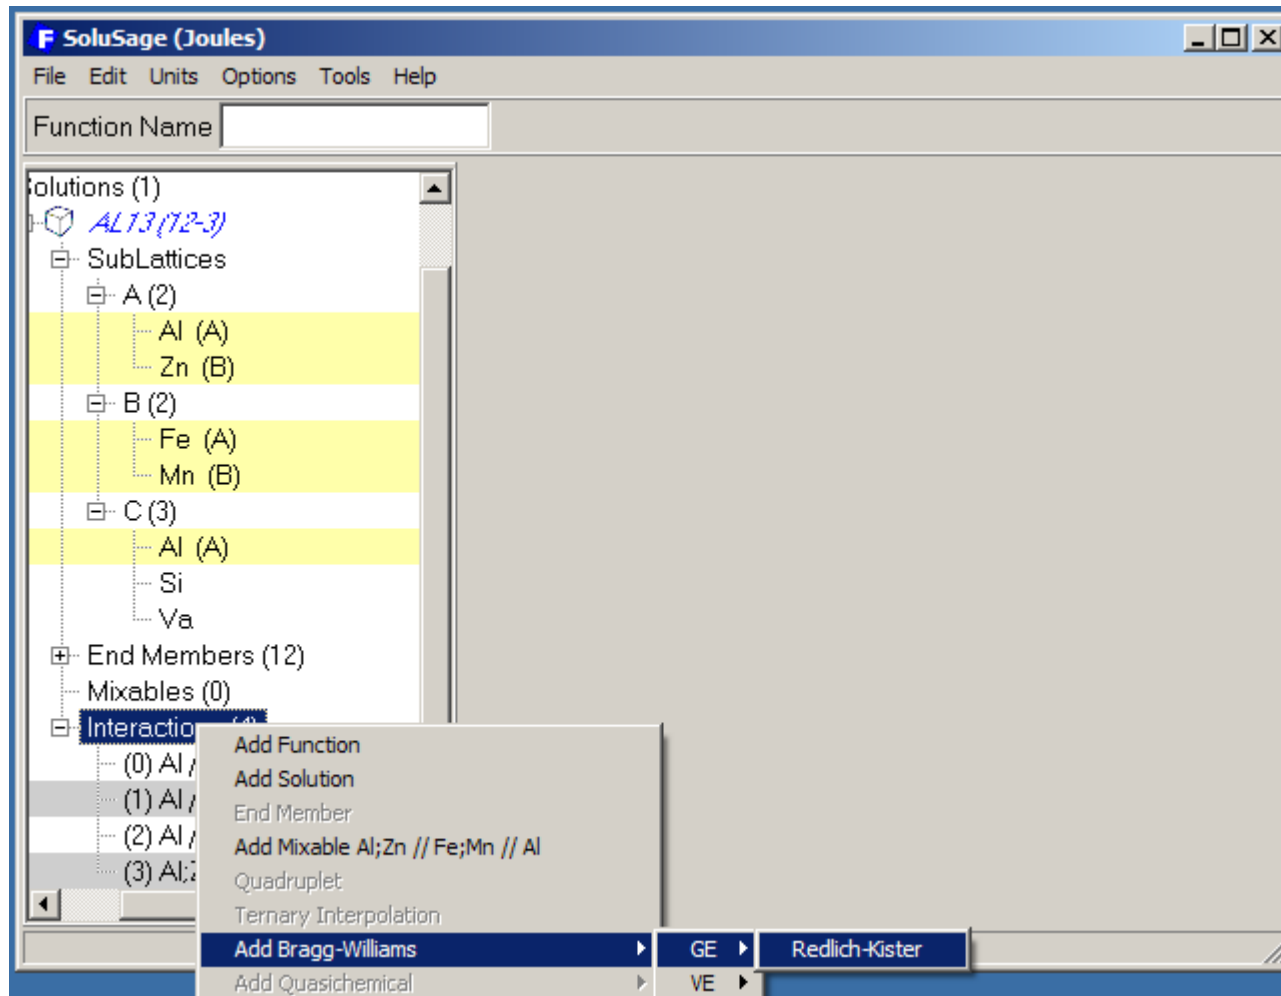 SoluSage (Joules)
File Edit Units Options Tools Help
Function Name
olutions (1)
AL13 (12-3)
SubLattices
A (2)
Al (A)
Zn (B)
B (2)
Fe (A)
Mn (B)
C (3)
Al (A)
Si
Va
End Members (12)
Mixables (0)
Interactio
(0) Al /
(1) Al /
(2) Al /
(3) Al;
Add Function
Add Solution
End Member
Add Mixable Al;Zn // Fe;Mn // Al
Quadruplet
Ternary Interpolation
Add Bragg-Williams GE Redlich-Kister
Add Quasichemical VE